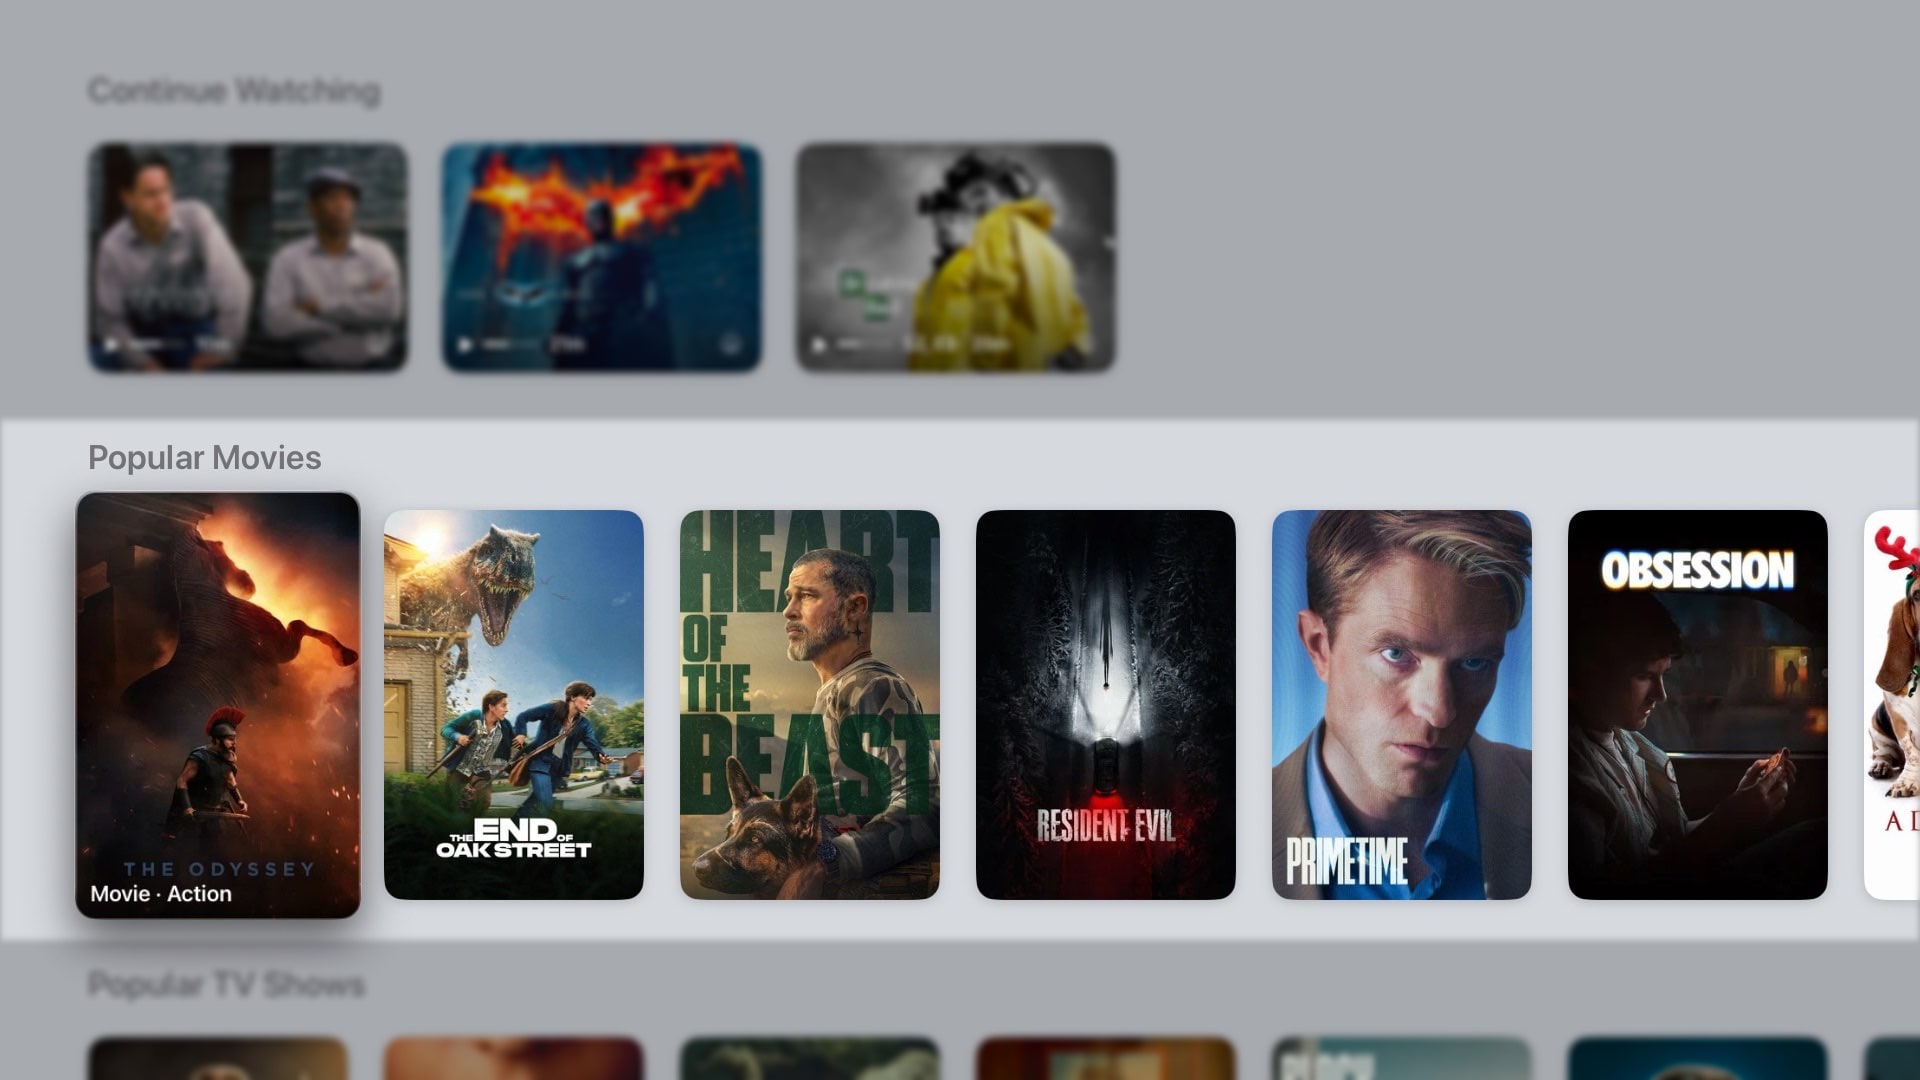 Continue Watching
Popular Movies
THE ODYSSEY
Movie · Action
THE END OF
OAK STREET
HEART
OF
THE
BEAST
RESIDENT EVIL
PRIMETIME
OBSESSION
Popular TV Shows